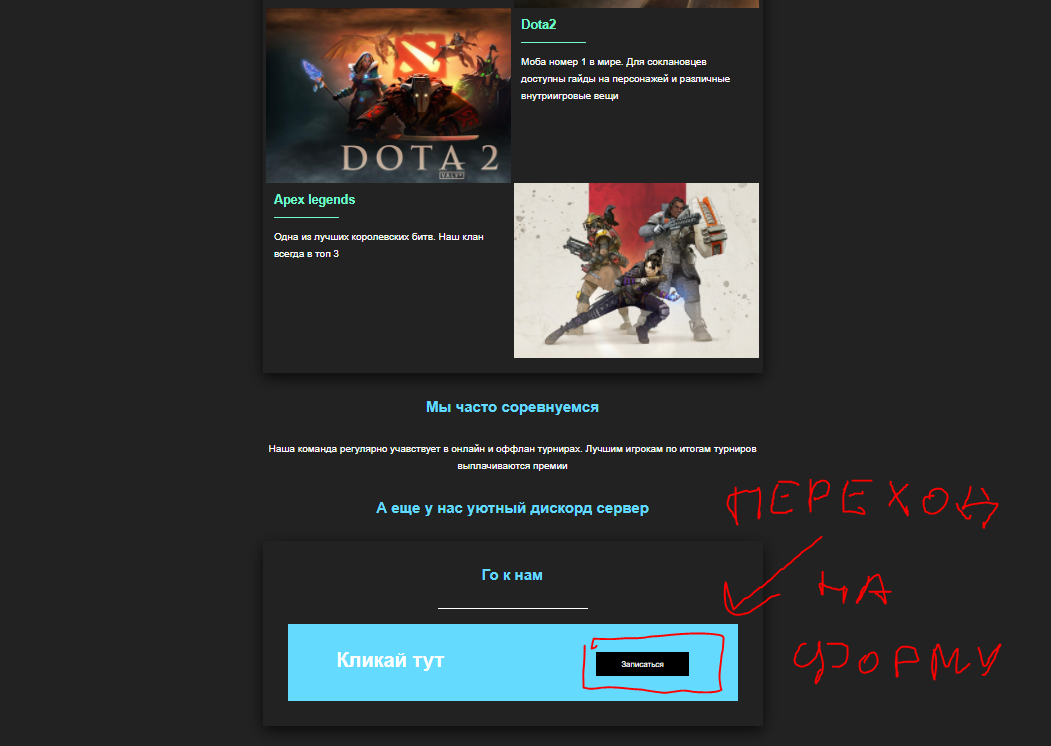 Dota2
Моба номер 1 в мире. Для сокланов​цев
доступны гайды на персонажей и различные
внутриигровые вещи
DOTA 2
VALVE
Apex legends
Одна из лучших королевских битв. Наш клан
всегда в топ 3
Мы часто соревнуемся
Наша команда регулярно учавствует в онлайн и оффлан турнирах. Лучшим игрокам по итогам турниров
выплачиваются премии
А еще у нас уютный дискорд сервер
ПЕРЕХОД
НА
ФОРМУ
Го к нам
Кликай тут
Записаться